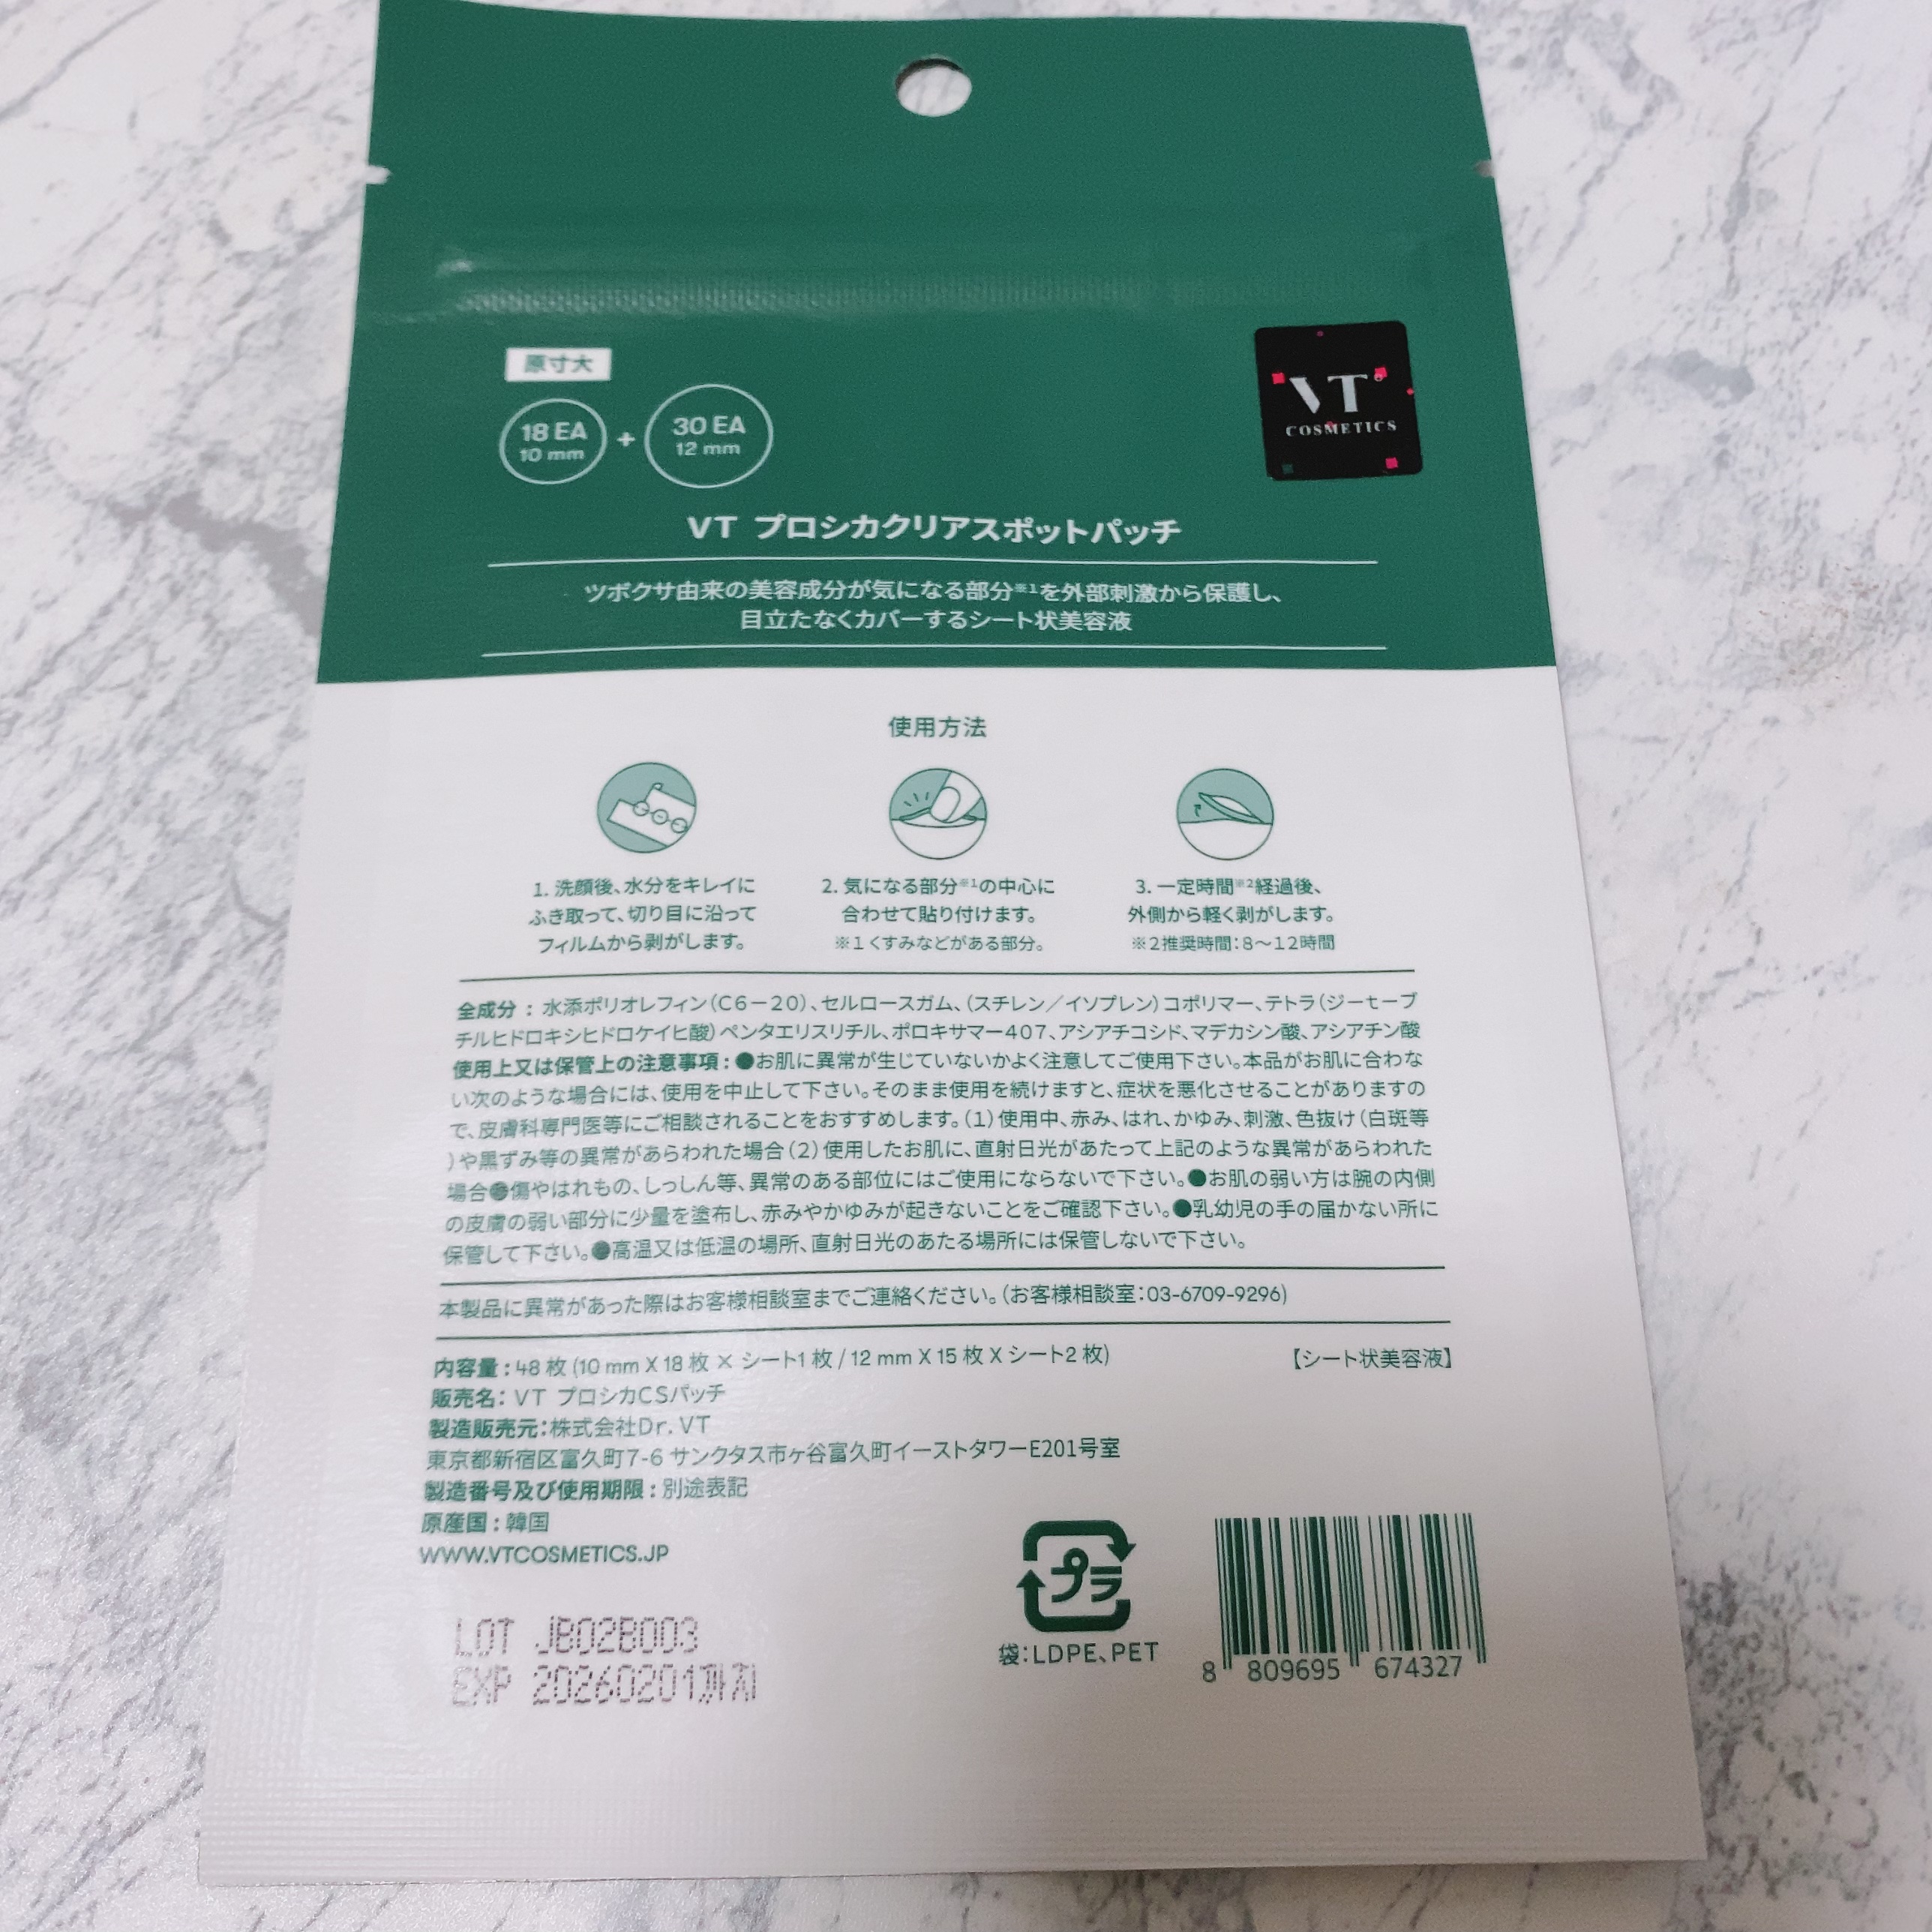 原寸大
18 EA + 30 EA
10 mm 12 mm
VT°
COSMETICS
VT プロシカクリアスポットパッチ
ツボクサ由来の美容成分が気になる部分※1を外部刺激から保護し、
目立たなくカバーするシート状美容液
使用方法
1. 洗顔後、水分をキレイに
ふき取って、切り目に沿って
フィルムから剥がします。
2. 気になる部分※1の中心に
合わせて貼り付けます。
※1くすみなどがある部分。
3. 一定時間※2経過後、
外側から軽く剥がします。
※2推奨時間:8〜12時間
全成分 : 水添ポリオレフィン(C6-20)、セルロースガム、(スチレン/イソプレン)コポリマー、テトラ(ジ-t-ブ
チルヒドロキシヒドロケイヒ酸)ペンタエリスリチル、ポロキサマー407、アシアチコシド、マデカシン酸、アシアチン酸
使用上又は保管上の注意事項 : ●お肌に異常が生じていないかよく注意してご使用下さい。本品がお肌に合わな
い次のような場合には、使用を中止して下さい。そのまま使用を続けますと、症状を悪化させることがありますの
で、皮膚科専門医等にご相談されることをおすすめします。(1)使用中、赤み、はれ、かゆみ、刺激、色抜け(白斑等
)や黒ずみ等の異常があらわれた場合(2)使用したお肌に、直射日光があたって上記のような異常があらわれた
場合●傷やはれもの、しっしん等、異常のある部位にはご使用にならないで下さい。●お肌の弱い方は腕の内側
の皮膚の弱い部分に少量を塗布し、赤みやかゆみが起きないことをご確認下さい。●乳幼児の手の届かない所に
保管して下さい。●高温又は低温の場所、直射日光のあたる場所には保管しないで下さい。
本製品に異常があった際はお客様相談室までご連絡ください。(お客様相談室:03-6709-9296)
内容量 : 48 枚 (10 mm X 18 枚 × シート1 枚 / 12 mm X 15 枚 X シート2 枚) 【シート状美容液】
販売名: VT プロシカCSパッチ
製造販売元:株式会社Dr. VT
東京都新宿区富久町7-6 サンクタス市ヶ谷富久町イーストタワーE201号室
製造番号及び使用期限 : 別途表記
原産国 : 韓国
WWW.VTCOSMETICS.JP
LOT JB02B003
EXP 20260201까지
プラ
袋:LDPE、PET
8 809695 674327